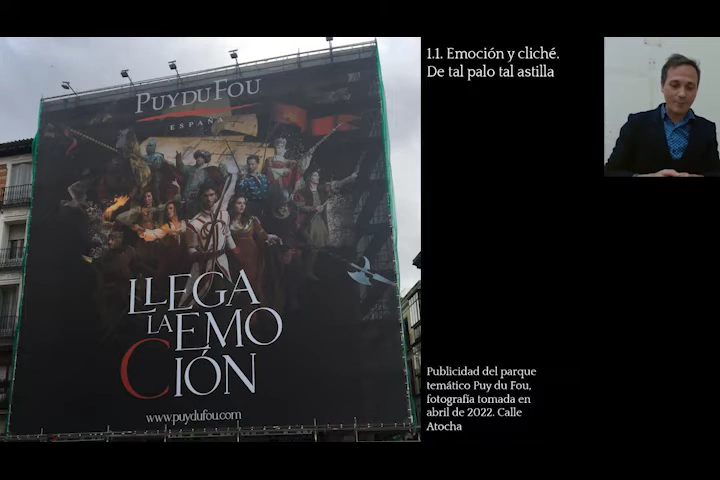 PUY DU FOU
ESPAÑA
LLEGA
LA EMO
CIÓN
www.puydufou.com
1.1. Emoción y cliché.
De tal palo tal astilla
Publicidad del parque
temático Puy du Fou,
fotografía tomada en
abril de 2022. Calle
Atocha